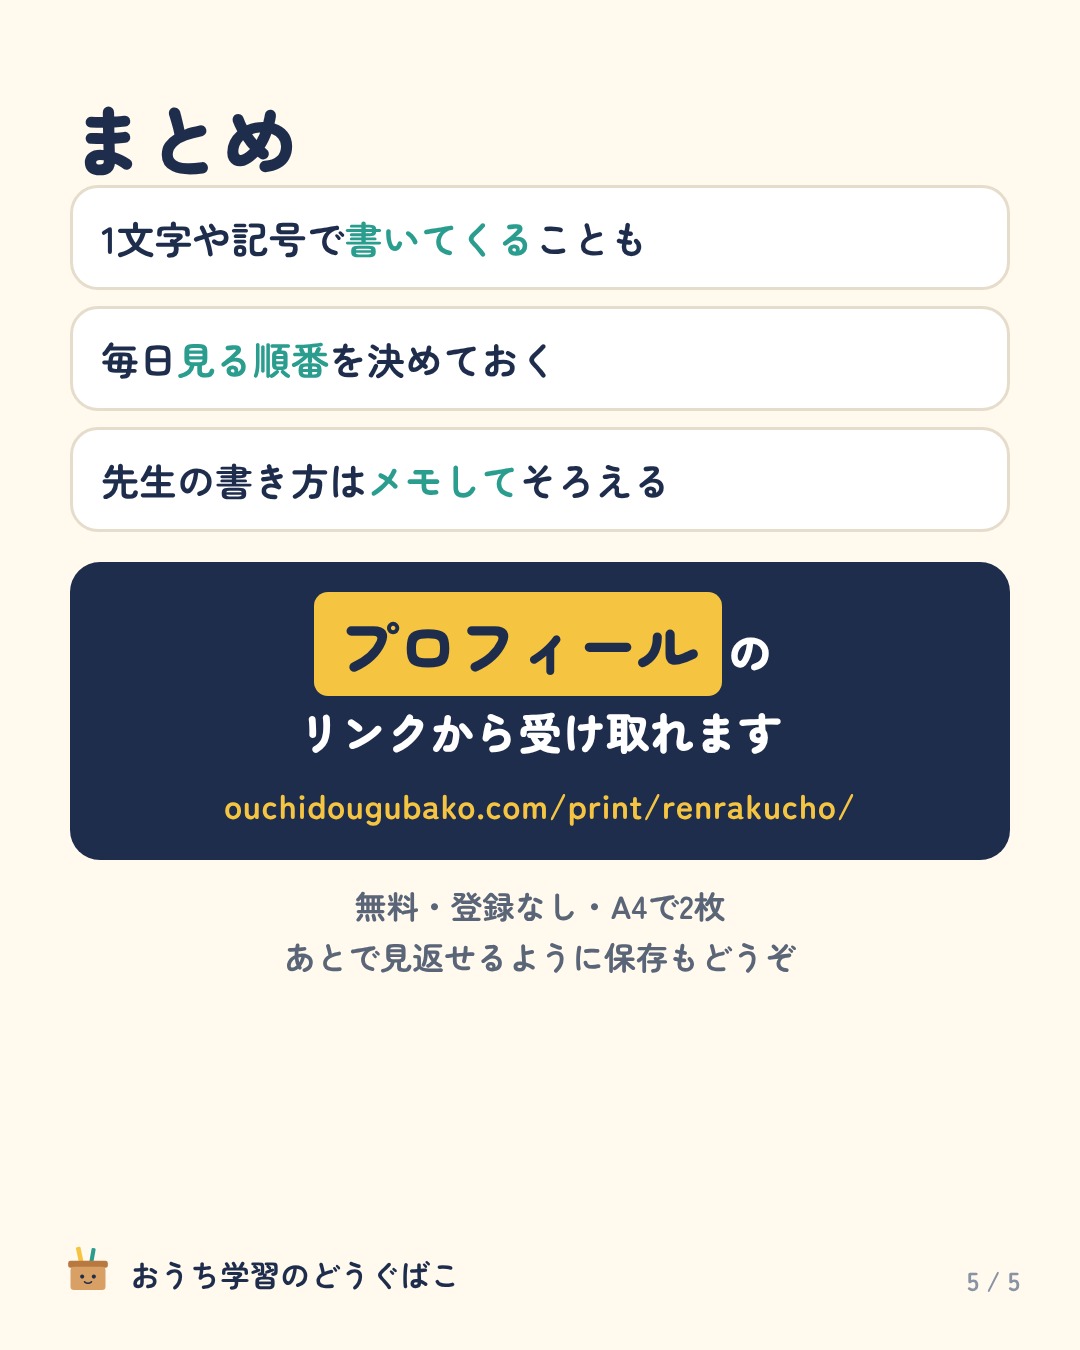 まとめ
1文字や記号で書いてくることも
毎日見る順番を決めておく
先生の書き方はメモしてそろえる
プロフィールの
リンクから受け取れます
ouchidougubako.com/print/renrakucho/
無料・登録なし・A4で2枚
あとで見返せるように保存もどうぞ
おうち学習のどうぐばこ
5 / 5